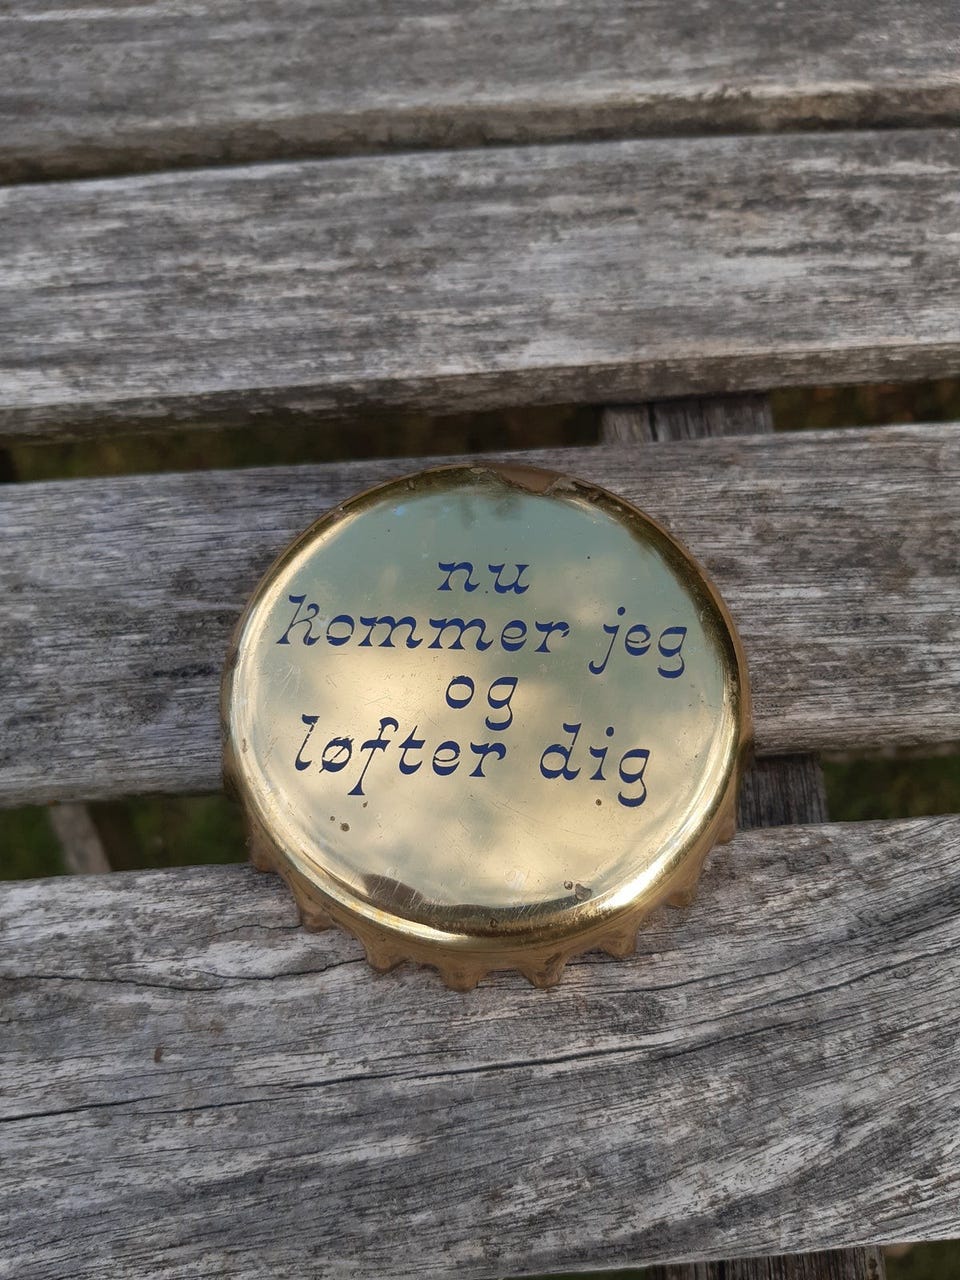 nu
kommer jeg
og
løfter dig